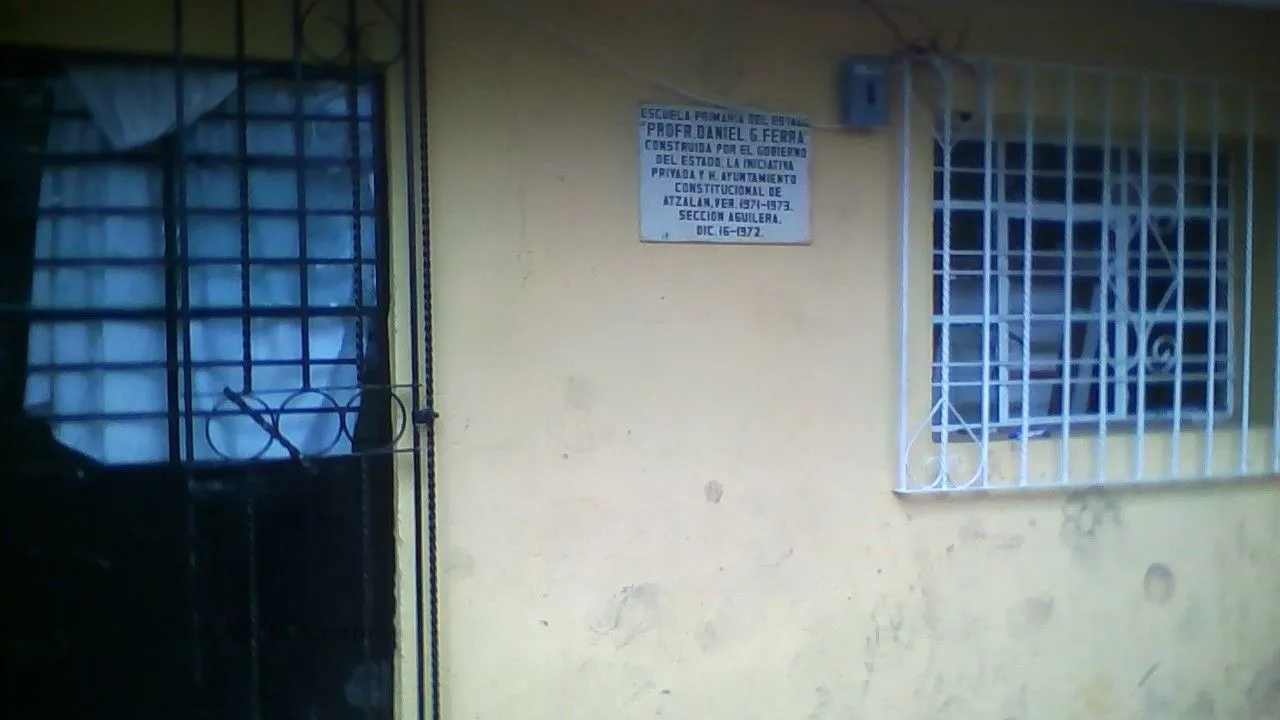 ESCUELA PRIMARIA DEL ESTADO
"PROFR. DANIEL G. FERRA
CONSTRUIDA POR EL GOBIERNO
DEL ESTADO, LA INICIATIVA
PRIVADA Y H. AYUNTAMIENTO
CONSTITUCIONAL DE
ATZALAN, VER. 1971-1973.
SECCION AGUILERA.
DIC. 16-1972.